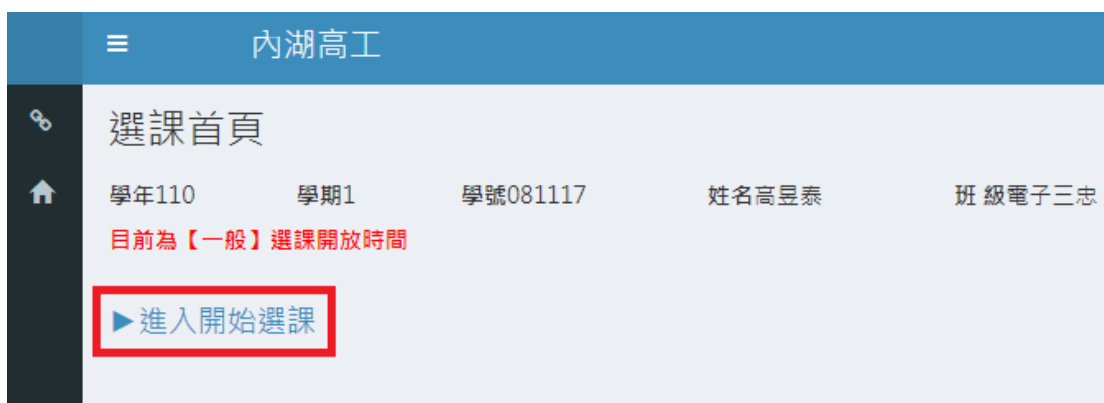 內湖高工
選課首頁
學年110 學期1 學號081117 姓名高昱泰 班 級電子三忠
目前為【一般】選課開放時間
▶進入開始選課